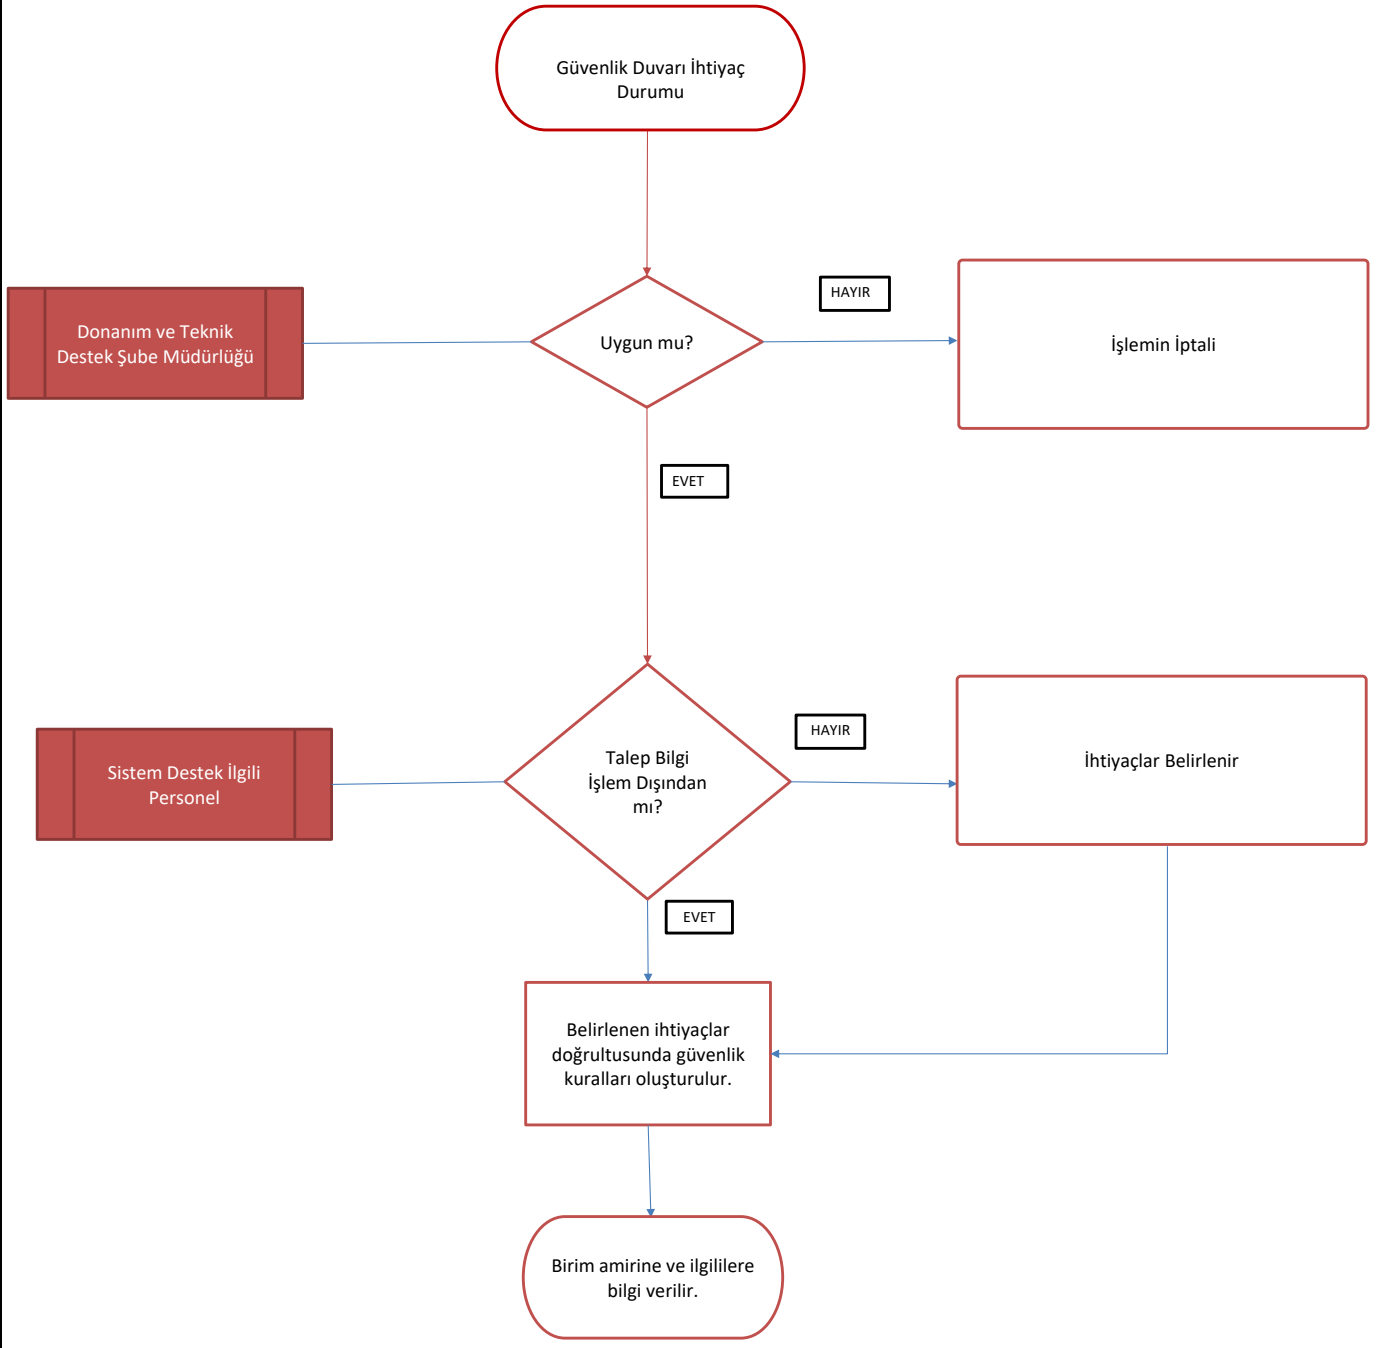 Güvenlik Duvarı İhtiyaç
Durumu
HAYIR
Donanım ve Teknik
Destek Şube Müdürlüğü
Uygun mu?
İşlemin İptali
EVET
HAYIR
Sistem Destek İlgili
Personel
Talep Bilgi
İşlem Dışından
mı?
İhtiyaçlar Belirlenir
EVET
Belirlenen ihtiyaçlar
doğrultusunda güvenlik
kuralları oluşturulur.
Birim amirine ve ilgililere
bilgi verilir.